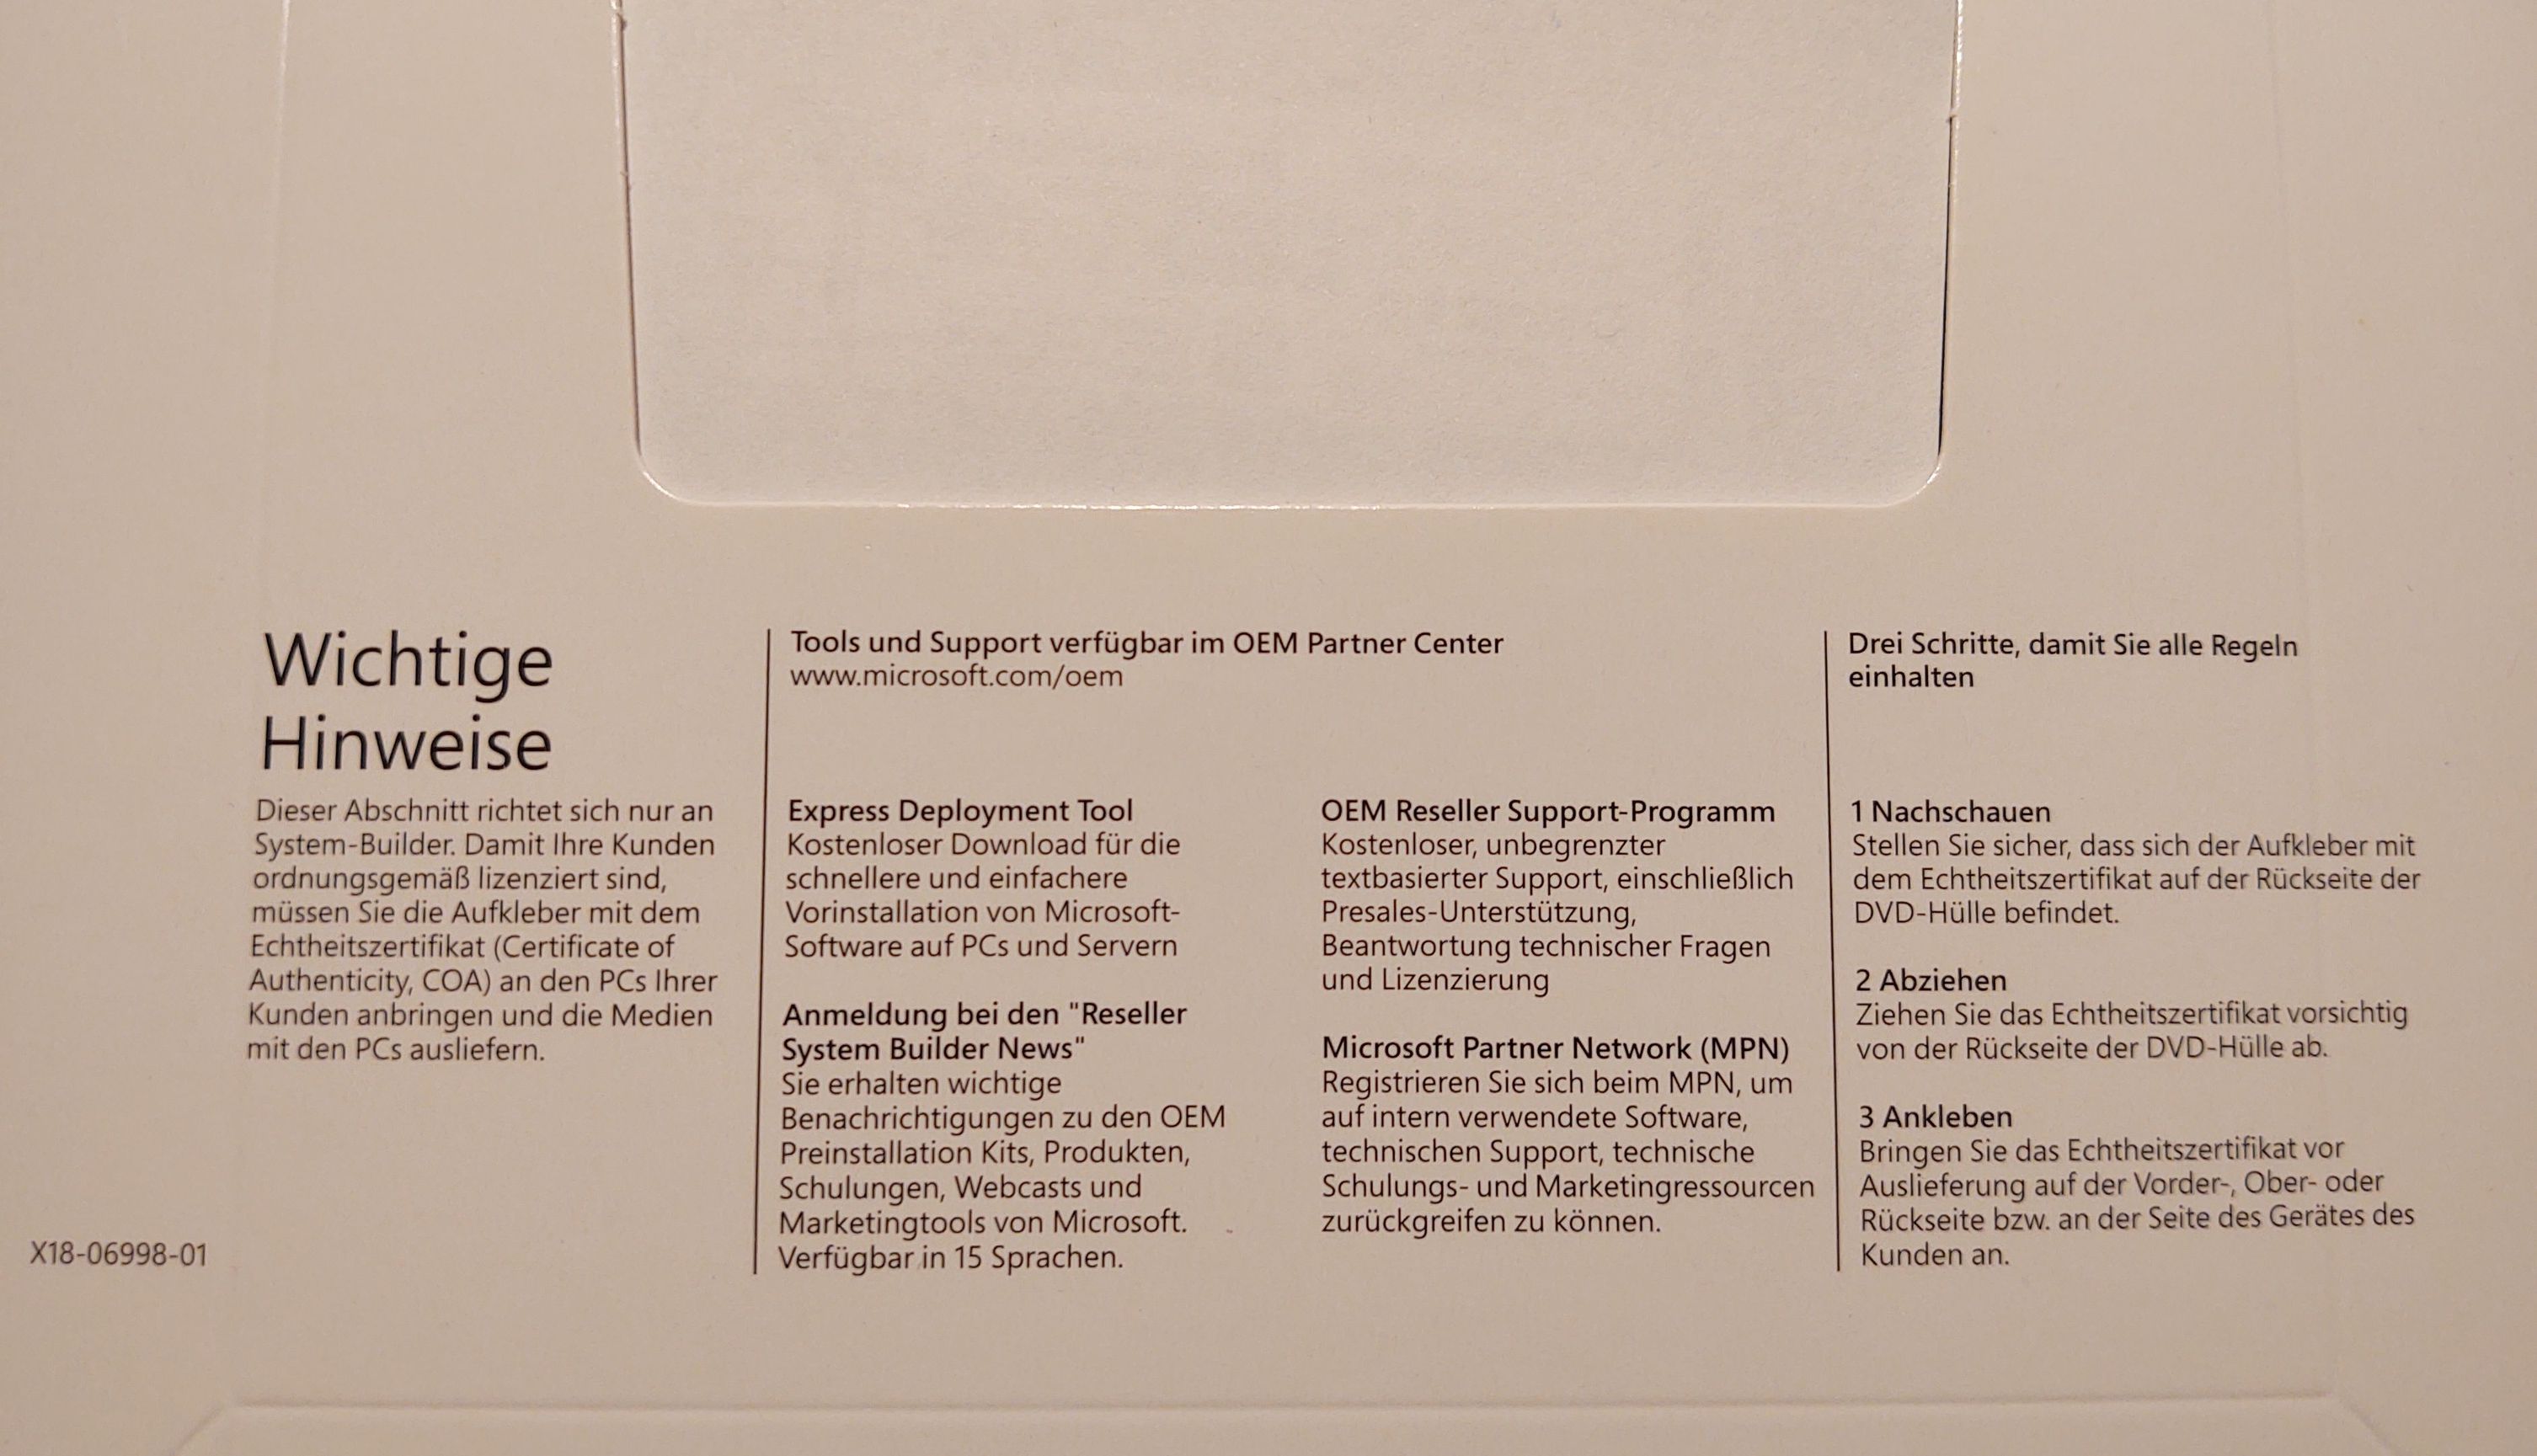 Wichtige
Hinweise
Dieser Abschnitt richtet sich nur an
System-Builder. Damit Ihre Kunden
ordnungsgemäß lizenziert sind,
müssen Sie die Aufkleber mit dem
Echtheitszertifikat (Certificate of
Authenticity, COA) an den PCs Ihrer
Kunden anbringen und die Medien
mit den PCs ausliefern.
X18-06998-01
Tools und Support verfügbar im OEM Partner Center
www.microsoft.com/oem
Express Deployment Tool
Kostenloser Download für die
schnellere und einfachere
Vorinstallation von Microsoft-
Software auf PCs und Servern
Anmeldung bei den "Reseller
System Builder News"
Sie erhalten wichtige
Benachrichtigungen zu den OEM
Preinstallation Kits, Produkten,
Schulungen, Webcasts und
Marketingtools von Microsoft.
Verfügbar in 15 Sprachen.
OEM Reseller Support-Programm
Kostenloser, unbegrenzter
textbasierter Support, einschließlich
Presales-Unterstützung,
Beantwortung technischer Fragen
und Lizenzierung
Microsoft Partner Network (MPN)
Registrieren Sie sich beim MPN, um
auf intern verwendete Software,
technischen Support, technische
Schulungs- und Marketingressourcen
zurückgreifen zu können.
Drei Schritte, damit Sie alle Regeln
einhalten
1 Nachschauen
Stellen Sie sicher, dass sich der Aufkleber mit
dem Echtheitszertifikat auf der Rückseite der
DVD-Hülle befindet.
2 Abziehen
Ziehen Sie das Echtheitszertifikat vorsichtig
von der Rückseite der DVD-Hülle ab.
3 Ankleben
Bringen Sie das Echtheitszertifikat vor
Auslieferung auf der Vorder-, Ober- oder
Rückseite bzw. an der Seite des Gerätes des
Kunden an.